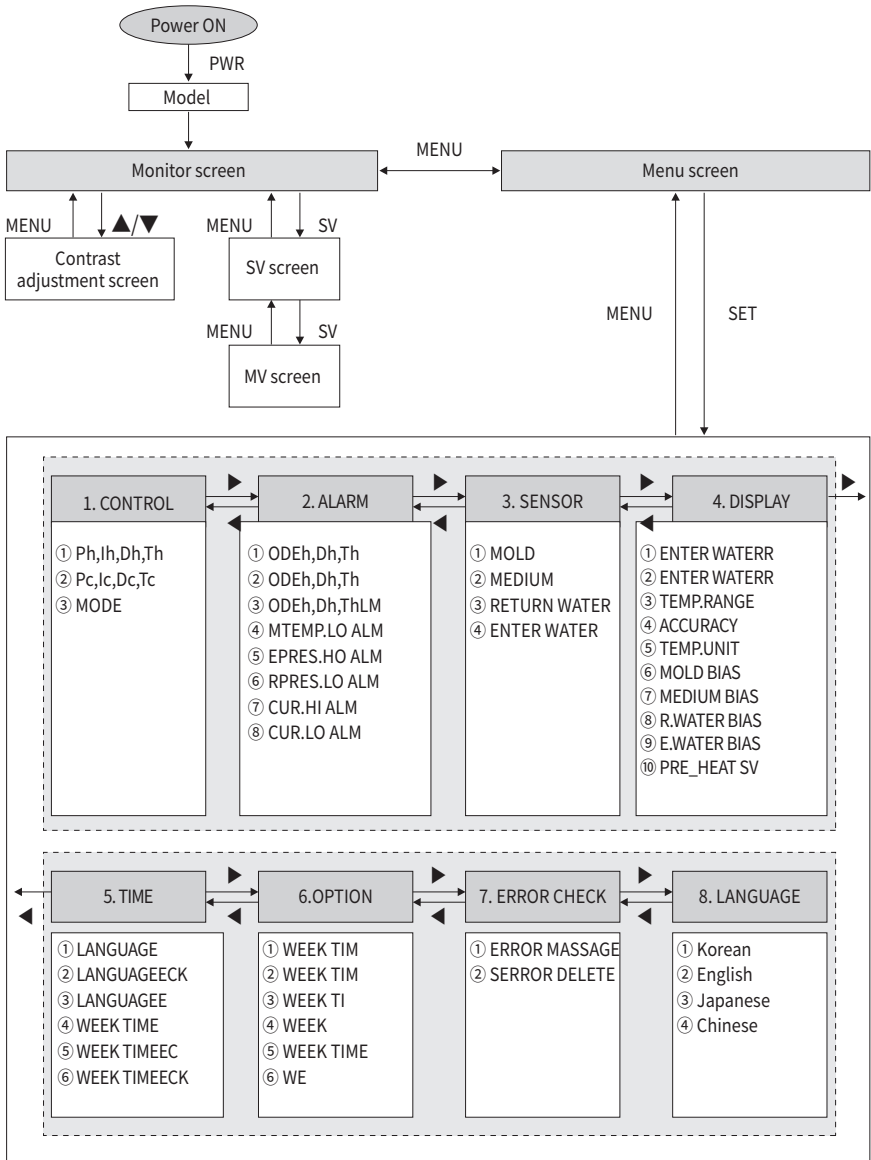 Power ON
PWR
Model
Monitor screen
MENU
Menu screen
MENU
▲/▼
MENU
SV
Contrast
adjustment screen
SV screen
MENU
SV
MV screen
MENU
SET
1. CONTROL
① Ph,Ih,Dh,Th
② Pc,Ic,Dc,Tc
③ MODE
2. ALARM
① ODEh,Dh,Th
② ODEh,Dh,Th
③ ODEh,Dh,ThLM
④ MTEMP.LO ALM
⑤ EPRES.HO ALM
⑥ RPRES.LO ALM
⑦ CUR.HI ALM
⑧ CUR.LO ALM
3. SENSOR
① MOLD
② MEDIUM
③ RETURN WATER
④ ENTER WATER
4. DISPLAY
① ENTER WATERR
② ENTER WATERR
③ TEMP.RANGE
④ ACCURACY
⑤ TEMP.UNIT
⑥ MOLD BIAS
⑦ MEDIUM BIAS
⑧ R.WATER BIAS
⑨ E.WATER BIAS
⑩ PRE_HEAT SV
5. TIME
① LANGUAGE
② LANGUAGEECK
③ LANGUAGEE
④ WEEK TIME
⑤ WEEK TIMEEC
⑥ WEEK TIMEECK
6.OPTION
① WEEK TIM
② WEEK TIM
③ WEEK TI
④ WEEK
⑤ WEEK TIME
⑥ WE
7. ERROR CHECK
① ERROR MASSAGE
② SERROR DELETE
8. LANGUAGE
① Korean
② English
③ Japanese
④ Chinese